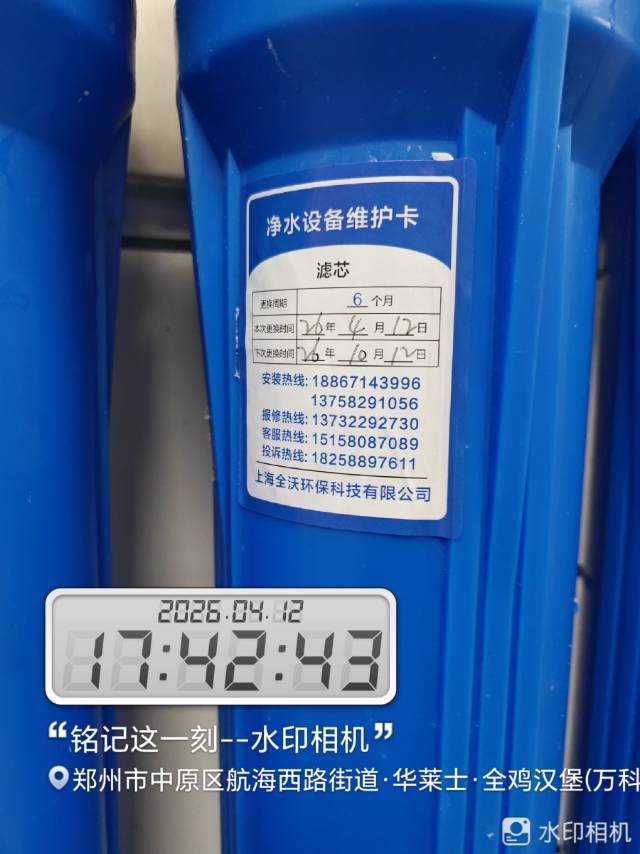 净水设备维护卡
滤芯
更换周期 6 个月
本次更换时间 26 年 4 月 12 日
下次更换时间 26 年 10 月 12 日
安装热线: 18867143996
13758291056
报修热线: 13732292730
客服热线: 15158087089
投诉热线: 18258897611
上海全沃环保科技有限公司
2026.04.12
17:42:43
“铭记这一刻--水印相机”
郑州市中原区航海西路街道·华莱士·全鸡汉堡(万科
水印相机